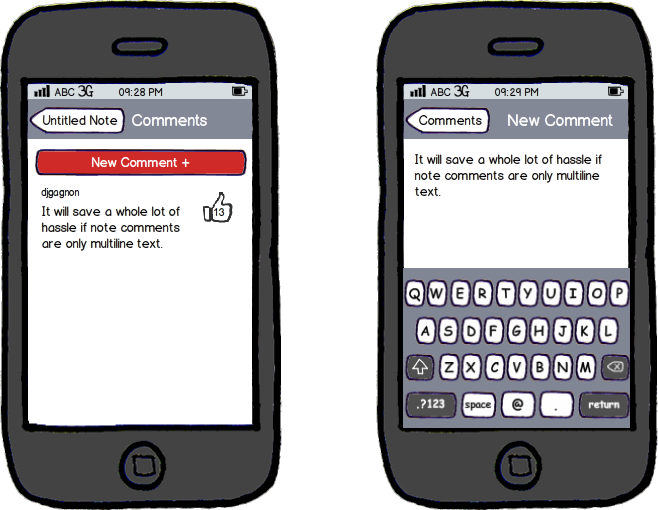 ABC 3G 09:28 PM
Untitled Note Comments
New Comment +
djgagnon
13
It will save a whole lot of
hassle if note comments
are only multiline text.
ABC 3G 09:29 PM
Comments New Comment
It will save a whole lot of hassle if
note comments are only multiline
text.
Q W E R T Y U I O P
A S D F G H J K L
Z X C V B N M
.?123 space @ . return